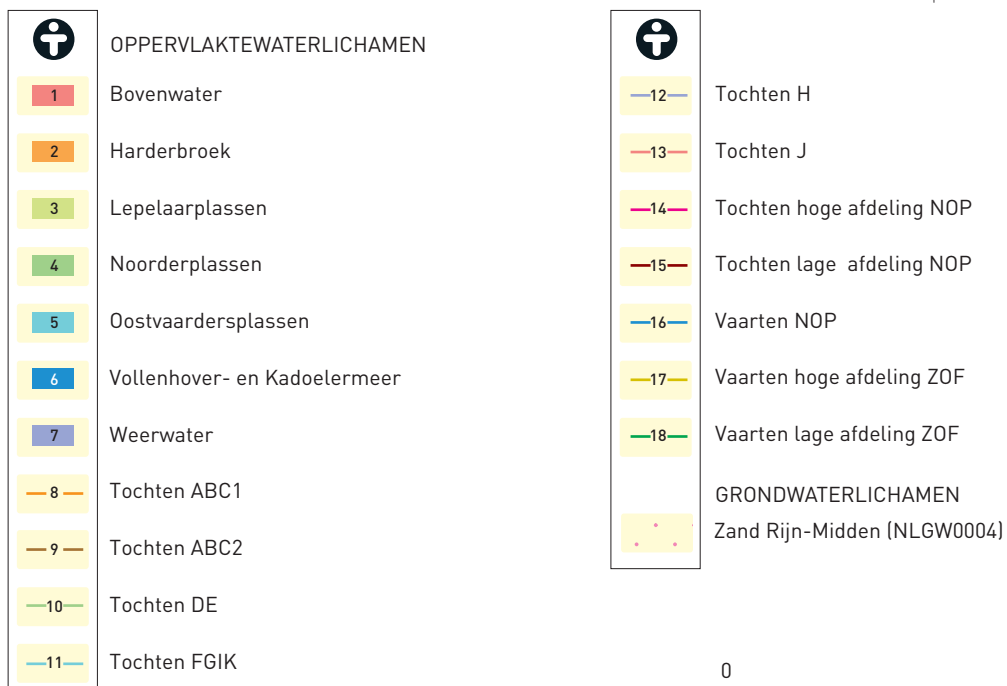 OPPERVLAKTEWATERLICHAMEN
1 Bovenwater
2 Harderbroek
3 Lepelaarplassen
4 Noorderplassen
5 Oostvaardersplassen
6 Vollenhover- en Kadoelermeer
7 Weerwater
8 Tochten ABC1
9 Tochten ABC2
10 Tochten DE
11 Tochten FGIK
12 Tochten H
13 Tochten J
14 Tochten hoge afdeling NOP
15 Tochten lage afdeling NOP
16 Vaarten NOP
17 Vaarten hoge afdeling ZOF
18 Vaarten lage afdeling ZOF
GRONDWATERLICHAMEN
Zand Rijn-Midden (NLGW0004)
0